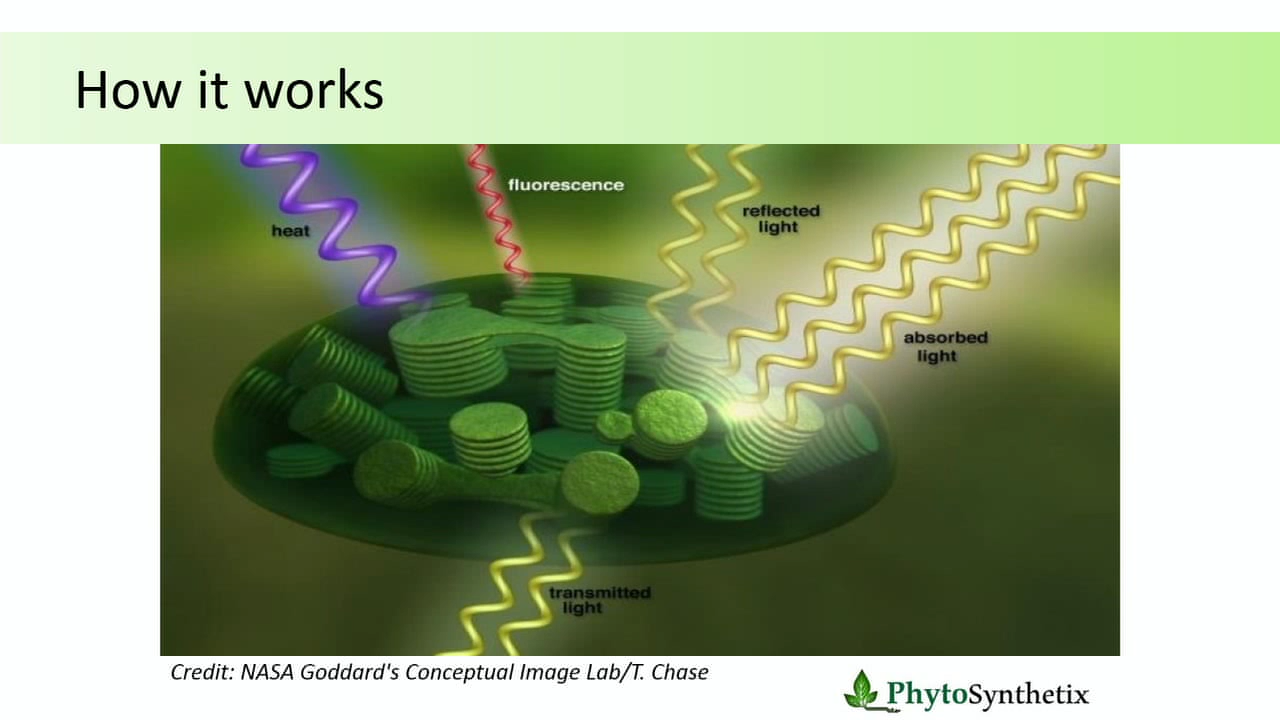 How it works
fluorescence
reflected
light
heat
absorbed
light
transmitted
light
Credit: NASA Goddard's Conceptual Image Lab/T. Chase
PhytoSynthetix